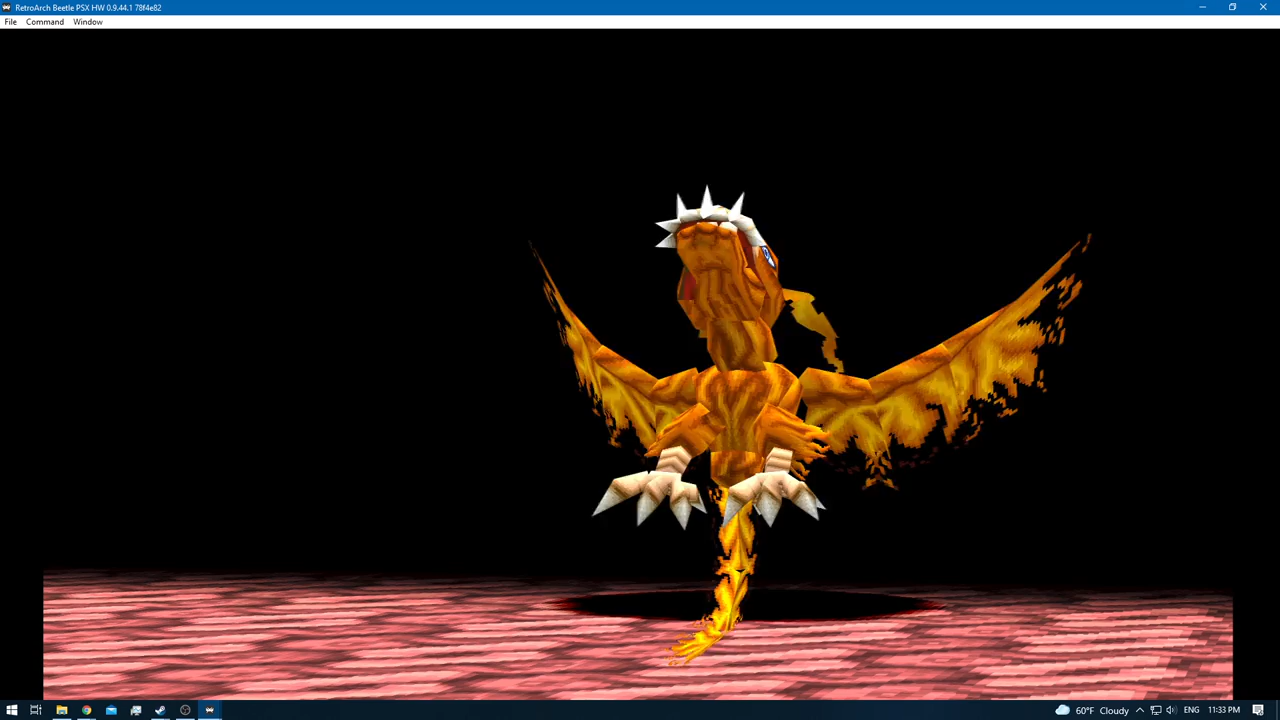 RetroArch Beetle PSX HW 0.9.44.1 78f4e82
File Command Window
60°F Cloudy ENG 11:33 PM